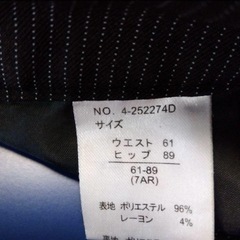 NO. 4-252274D
サイズ
ウエスト 61
ヒップ 89
61-89
(7AR)
表地 ポリエステル 96%
レーヨン 4%